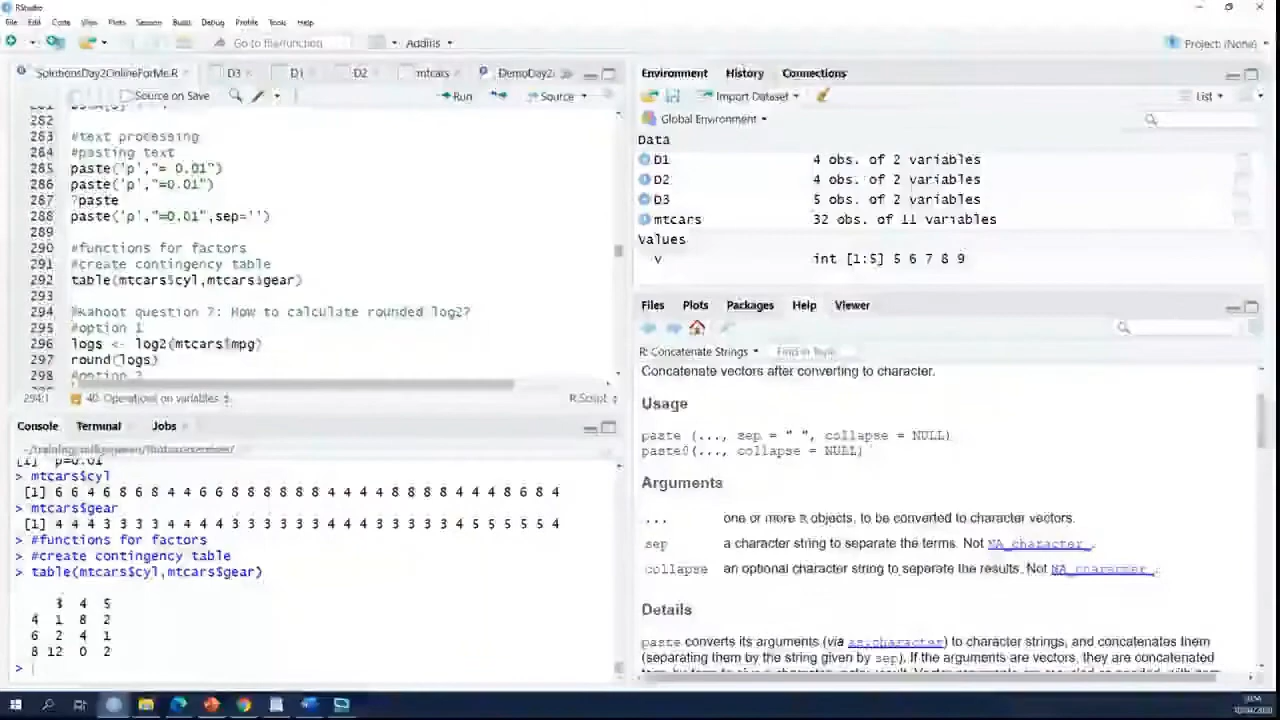 RStudio
File Edit Code View Plots Session Build Debug Profile Tools Help
Go to file/function Addins Project: (None)
SolutionsDay2OnlineForMe.R D3 D1 D2 mtcars DemoDay2
Source on Save Run Source
282
283 #text processing
284 #pasting text
285 paste('p',"= 0.01")
286 paste('p',"=0.01")
287 ?paste
288 paste('p',"=0.01",sep='')
289
290 #functions for factors
291 #create contingency table
292 table(mtcars$cyl,mtcars$gear)
293
294 #Kahoot question 7: How to calculate rounded log2?
295 #option 1
296 logs <- log2(mtcars$mpg)
297 round(logs)
298 #option
294:1 Operations on variables R Script
Console Terminal Jobs
[1] "p=0.01"
> mtcars$cyl
[1] 6 6 4 6 8 6 8 4 4 6 6 8 8 8 8 8 8 4 4 4 4 8 8 8 8 4 4 4 8 6 8 4
> mtcars$gear
[1] 4 4 4 3 3 3 3 4 4 4 4 3 3 3 3 3 3 4 4 4 3 3 3 3 3 4 5 5 5 5 5 4
> #functions for factors
> #create contingency table
> table(mtcars$cyl,mtcars$gear)
3 4 5
4 1 8 2
6 2 4 1
8 12 0 2
>
Environment History Connections
Import Dataset List
Global Environment
Data
D1 4 obs. of 2 variables
D2 4 obs. of 2 variables
D3 5 obs. of 2 variables
mtcars 32 obs. of 11 variables
Values
v int [1:5] 5 6 7 8 9
Files Plots Packages Help Viewer
R: Concatenate Strings Find in Topic
Concatenate vectors after converting to character.
Usage
paste (..., sep = " ", collapse = NULL)
paste0(..., collapse = NULL)
Arguments
... one or more R objects, to be converted to character vectors.
sep a character string to separate the terms. Not NA_character_.
collapse an optional character string to separate the results. Not NA_character_.
Details
paste converts its arguments (via as.character) to character strings, and concatenates them
(separating them by the string given by sep). If the arguments are vectors, they are concatenated